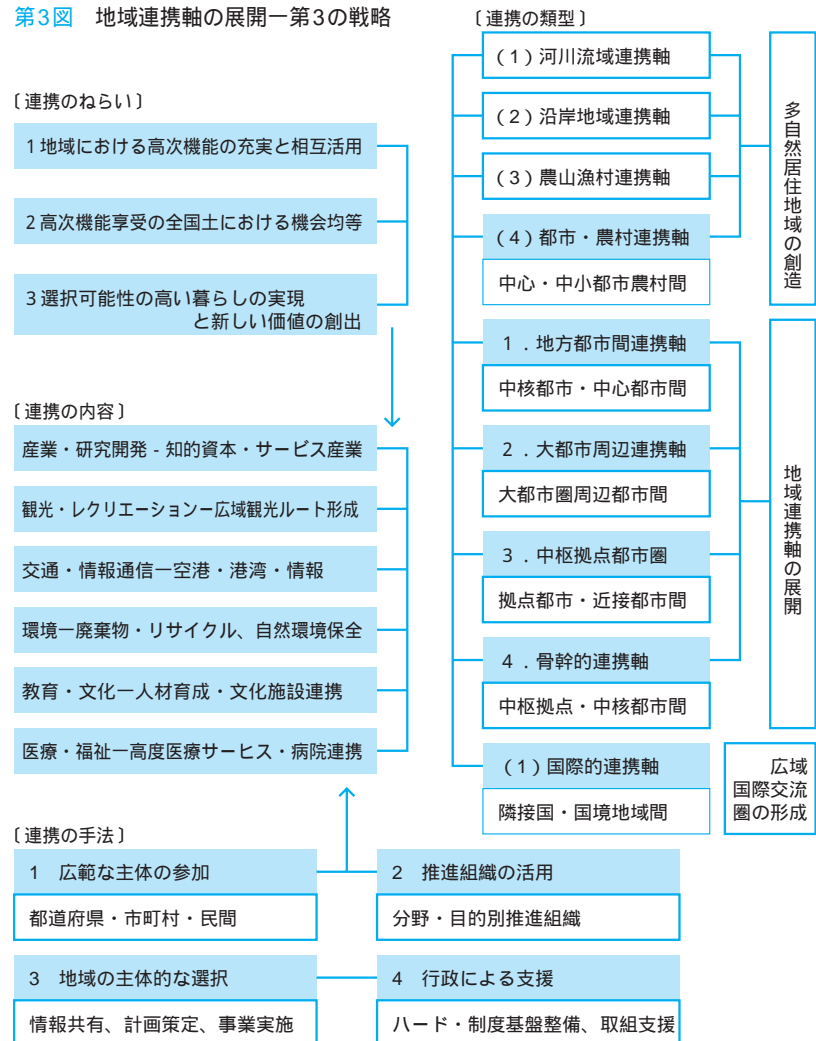 第3図 地域連携軸の展開ー第3の戦略
〔連携のねらい〕
1 地域における高次機能の充実と相互活用
2 高次機能享受の全国土における機会均等
3 選択可能性の高い暮らしの実現
と新しい価値の創出
〔連携の内容〕
産業・研究開発 - 知的資本・サービス産業
観光・レクリエーションー広域観光ルート形成
交通・情報通信ー空港・港湾・情報
環境ー廃棄物・リサイクル、自然環境保全
教育・文化ー人材育成・文化施設連携
医療・福祉ー高度医療サービス・病院連携
〔連携の手法〕
1 広範な主体の参加
都道府県・市町村・民間
2 推進組織の活用
分野・目的別推進組織
3 地域の主体的な選択
情報共有、計画策定、事業実施
4 行政による支援
ハード・制度基盤整備、取組支援
〔連携の類型〕
(1)河川流域連携軸
(2)沿岸地域連携軸
(3)農山漁村連携軸
(4)都市・農村連携軸
中心・中小都市農村間
多自然居住地域の創造
1．地方都市間連携軸
中核都市・中心都市間
2．大都市周辺連携軸
大都市圏周辺都市間
3．中枢拠点都市圏
拠点都市・近接都市間
4．骨幹的連携軸
中枢拠点・中核都市間
地域連携軸の展開
(1)国際的連携軸
隣接国・国境地域間
広域
国際交流
圏の形成